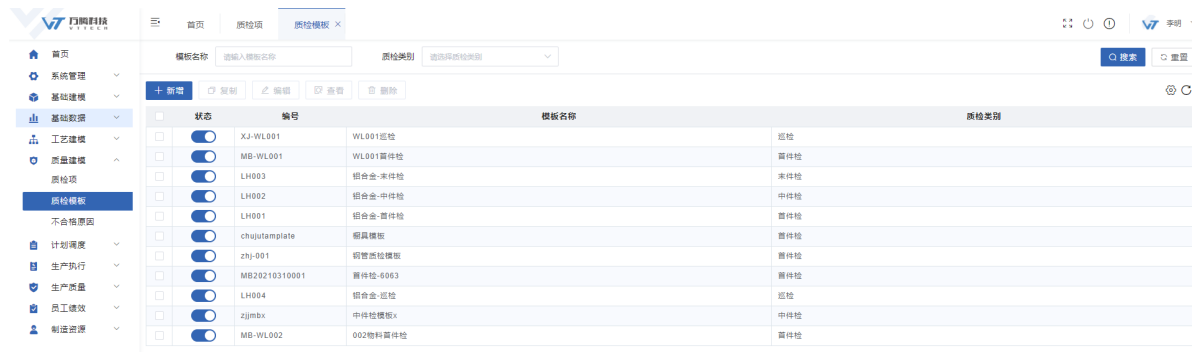 万腾科技 首页 质检项 质检模板 × 李明
VTTECH
首页
系统管理
基础建模
基础数据
工艺建模
质量建模
质检项
质检模板
不合格原因
计划调度
生产执行
生产质量
员工绩效
制造资源
模板名称 请输入模板名称 质检类别 请选择质检类别 搜索 重置
+ 新增 复制 编辑 查看 删除
状态 编号 模板名称 质检类别
XJ-WL001 WL001巡检 巡检
MB-WL001 WL001首件检 首件检
LH003 铝合金-末件检 末件检
LH002 铝合金-中件检 中件检
LH001 铝合金-首件检 首件检
chujutamplate 橱具模板 首件检
zhj-001 钢管质检模板 首件检
MB20210310001 首件检-6063 首件检
LH004 铝合金-巡检 巡检
zjjmbx 中件检模板x 中件检
MB-WL002 002物料首件检 首件检